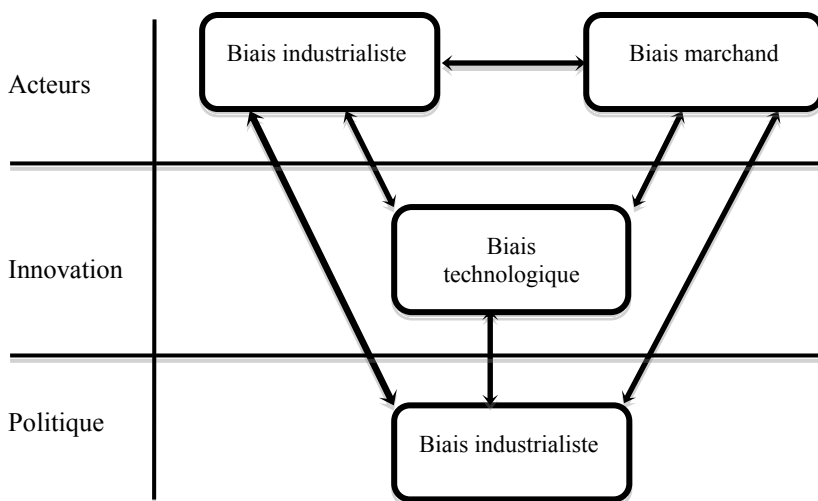 Biais industrialiste
Biais marchand
Acteurs
Biais
technologique
Innovation
Politique
Biais industrialiste